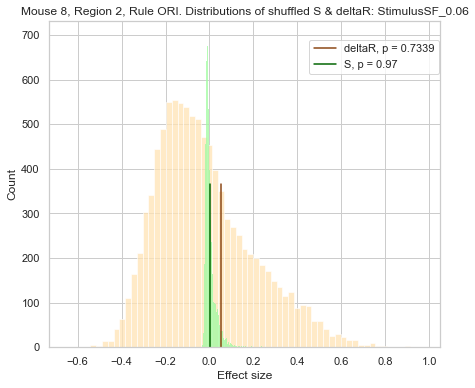 Mouse 8, Region 2, Rule ORI. Distributions of shuffled S & deltaR: StimulusSF_0.06
700
600
500
400
300
200
100
0
Count
deltaR, p = 0.7339
S, p = 0.97
−0.6 −0.4 −0.2 0.0 0.2 0.4 0.6 0.8 1.0
Effect size